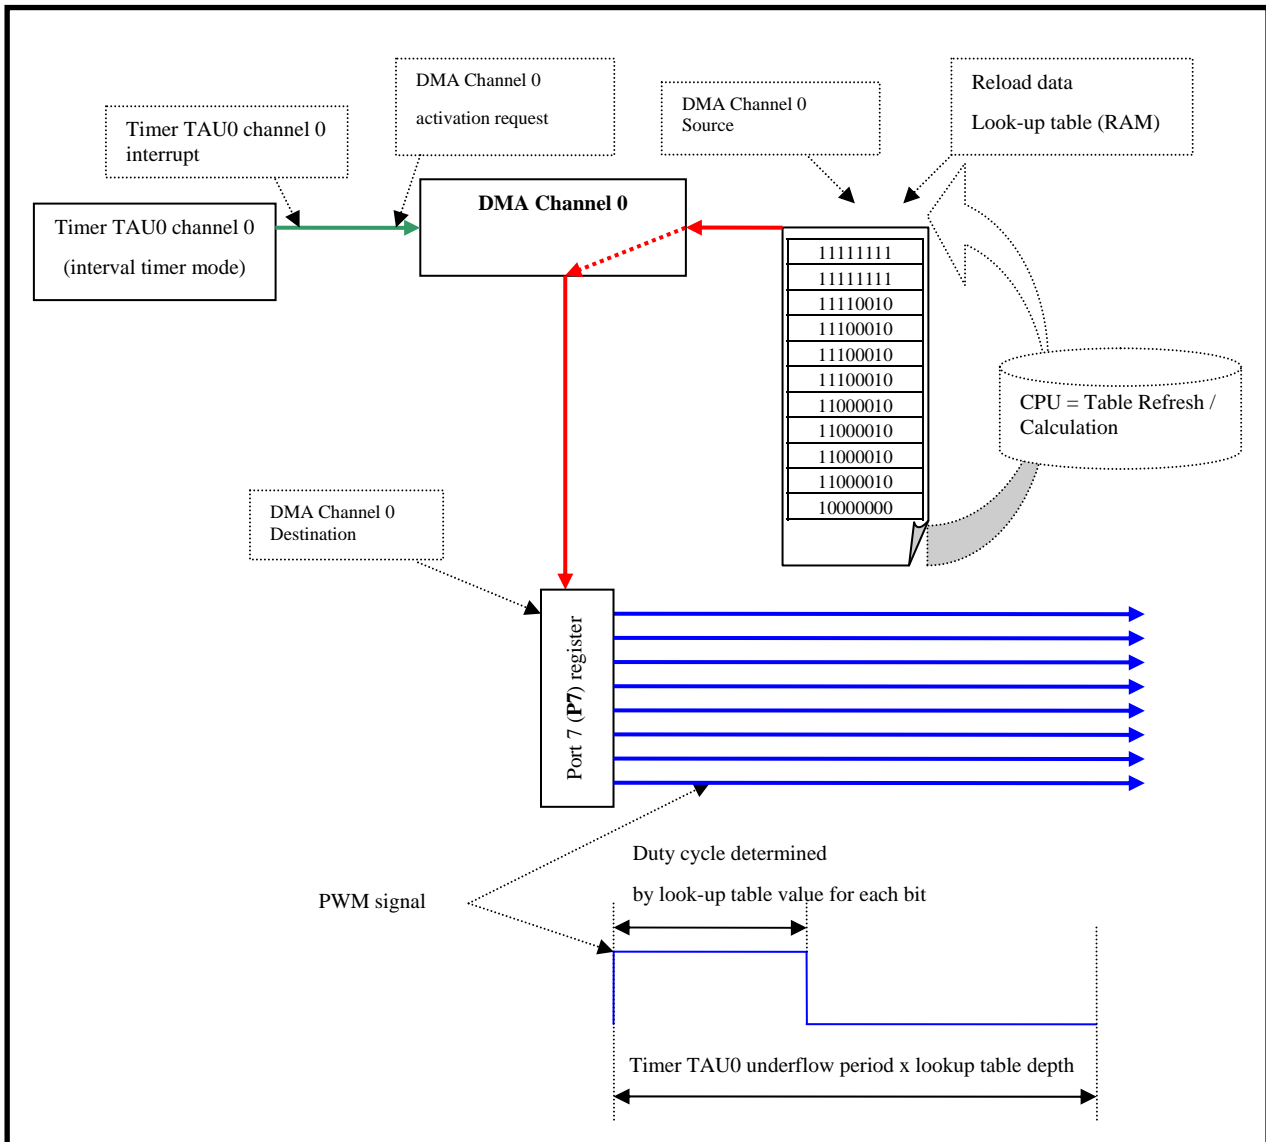 DMA Channel 0
activation request
Timer TAU0 channel 0
interrupt
DMA Channel 0
Source
Reload data
Look-up table (RAM)
Timer TAU0 channel 0
(interval timer mode)
DMA Channel 0
11111111
11111111
11110010
11100010
11100010
11100010
11000010
11000010
11000010
11000010
10000000
CPU = Table Refresh /
Calculation
DMA Channel 0
Destination
Port 7 (P7) register
Duty cycle determined
by look-up table value for each bit
PWM signal
Timer TAU0 underflow period x lookup table depth